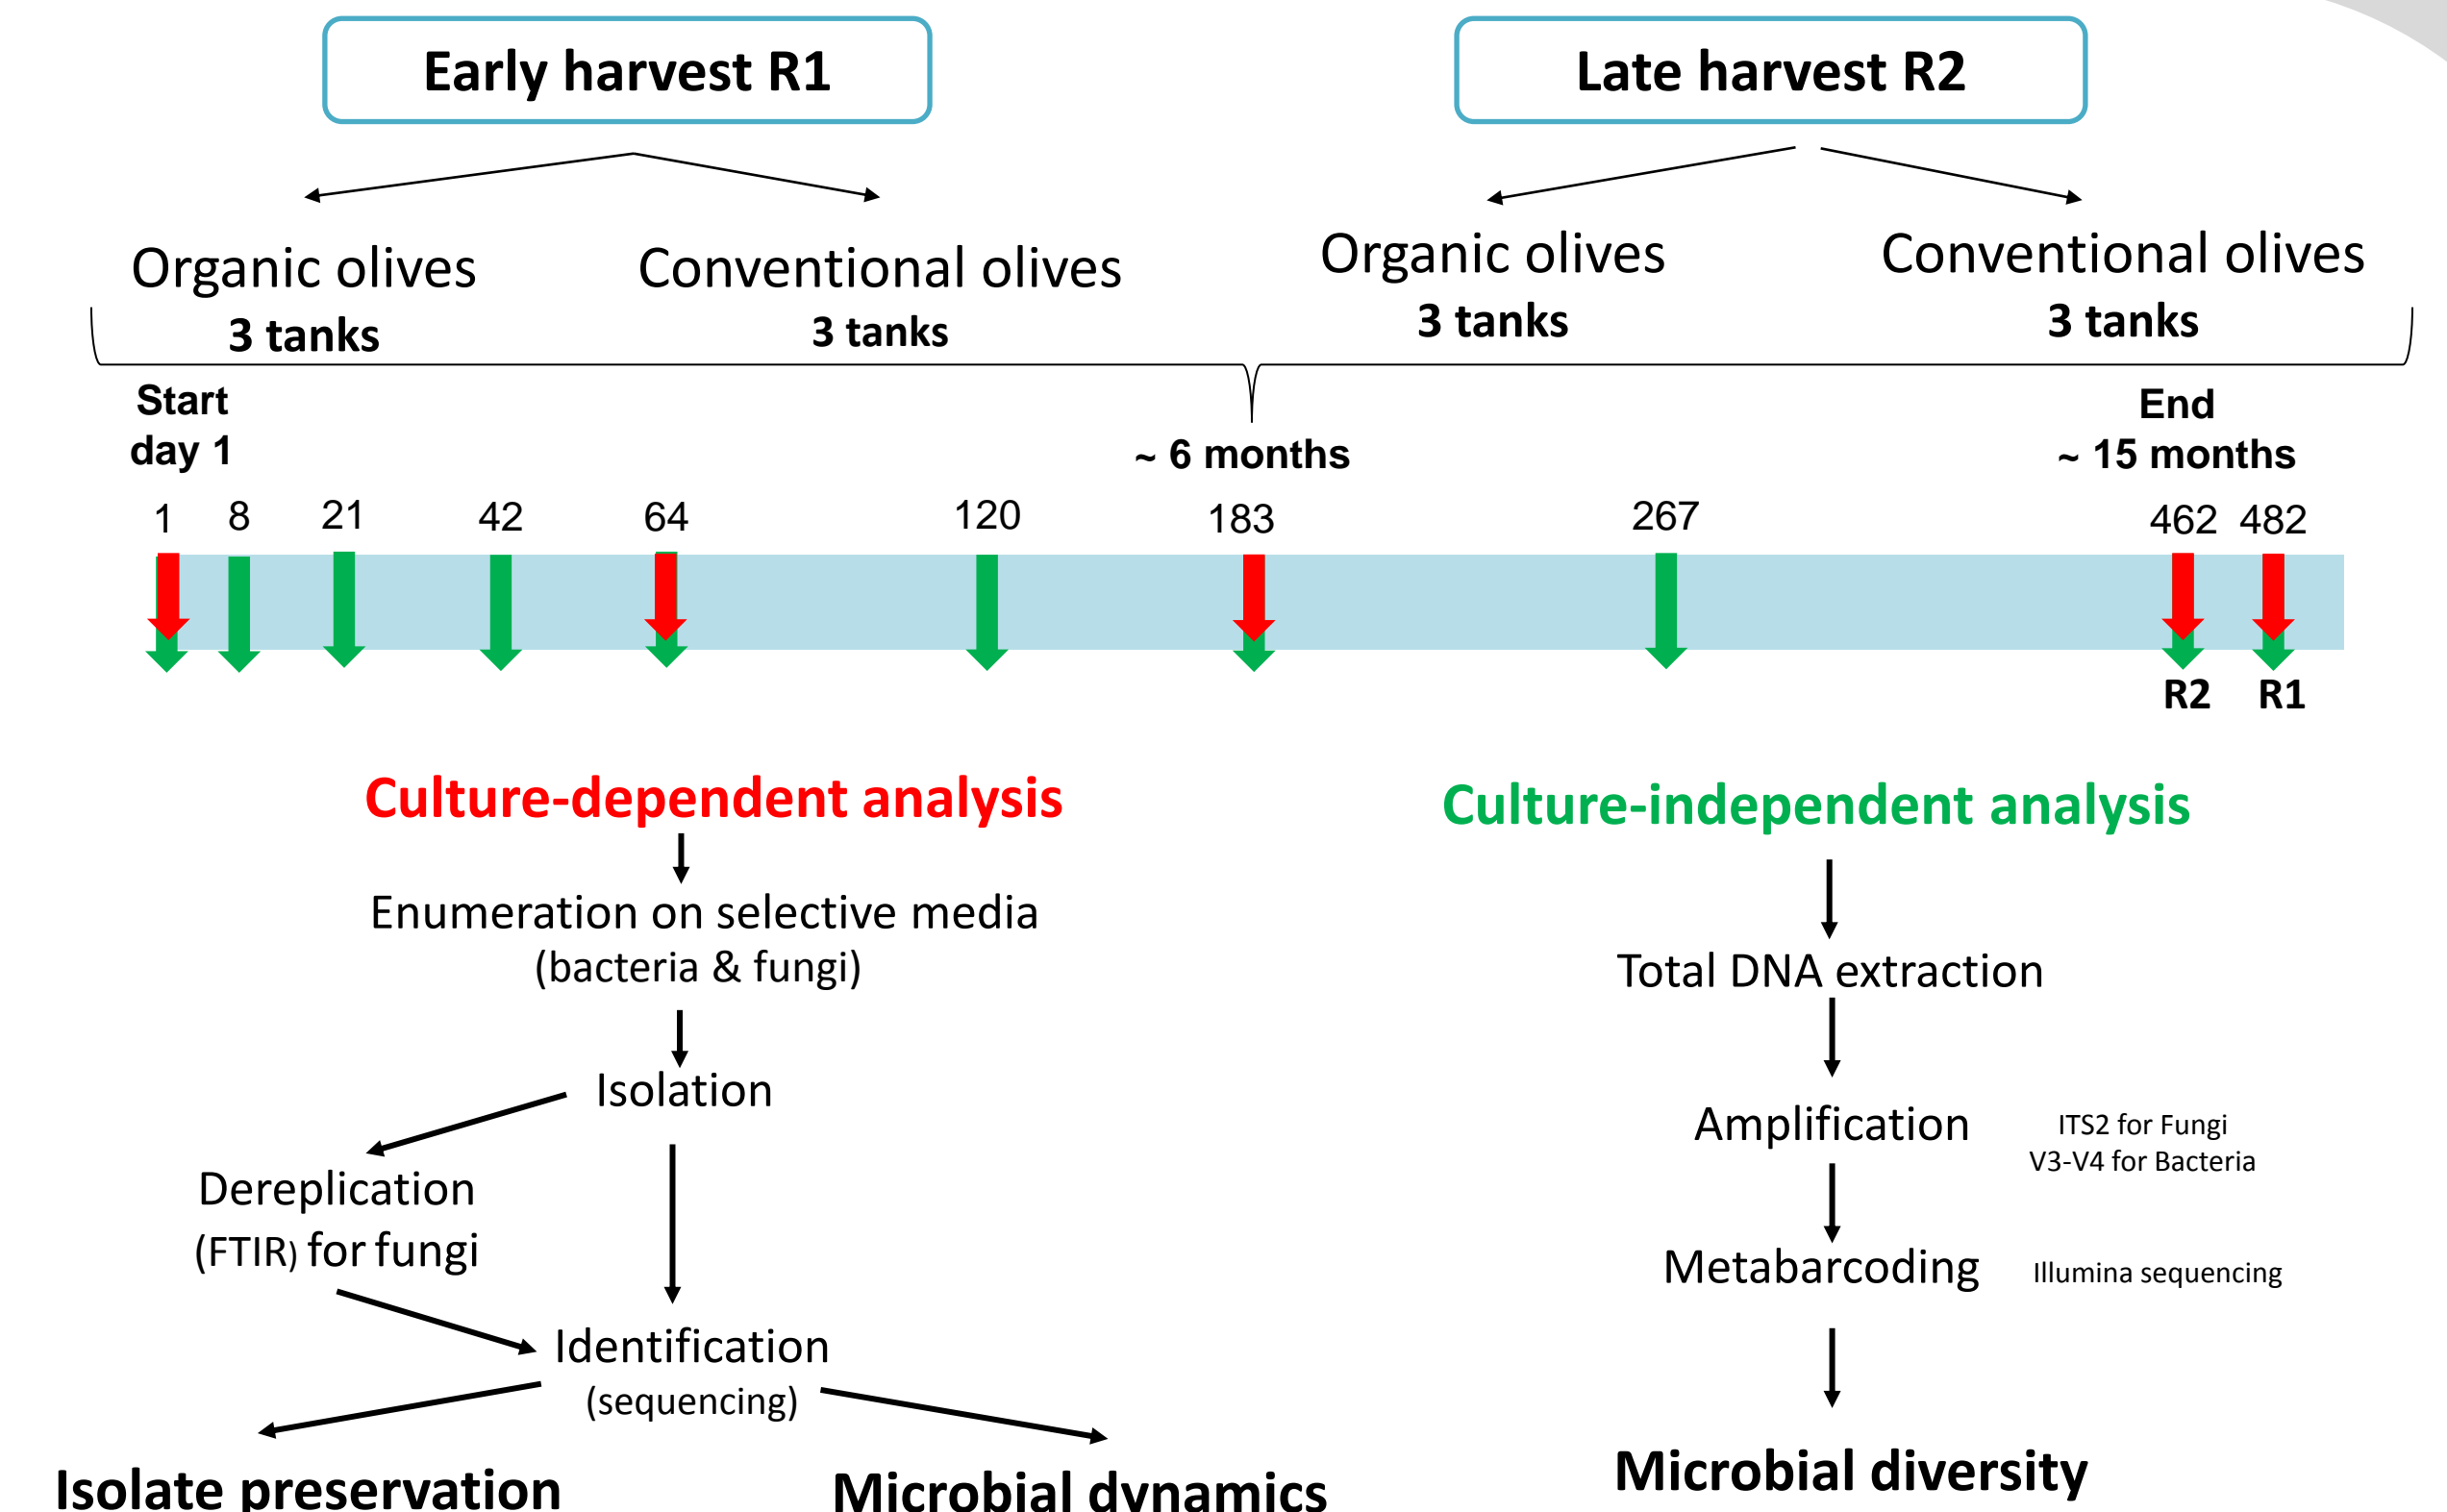 Early harvest R1
Late harvest R2
Organic olives
3 tanks
Conventional olives
3 tanks
Organic olives
3 tanks
Conventional olives
3 tanks
Start
day 1
~ 6 months
End
~ 15 months
1 8 21 42 64 120 183 267 462 482
R2 R1
Culture-dependent analysis
Enumeration on selective media
(bacteria & fungi)
Isolation
Dereplication
(FTIR) for fungi
Identification
(sequencing)
Isolate preservation
Microbial dynamics
Culture-independent analysis
Total DNA extraction
Amplification
ITS2 for Fungi
V3-V4 for Bacteria
Metabarcoding
Illumina sequencing
Microbial diversity